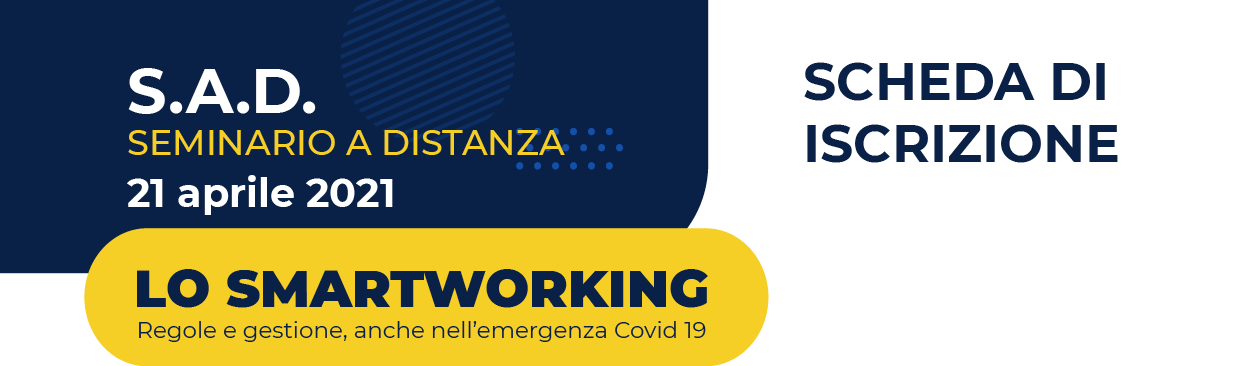 S.A.D.
SEMINARIO A DISTANZA
21 aprile 2021
LO SMARTWORKING
Regole e gestione, anche nell'emergenza Covid 19
SCHEDA DI
ISCRIZIONE